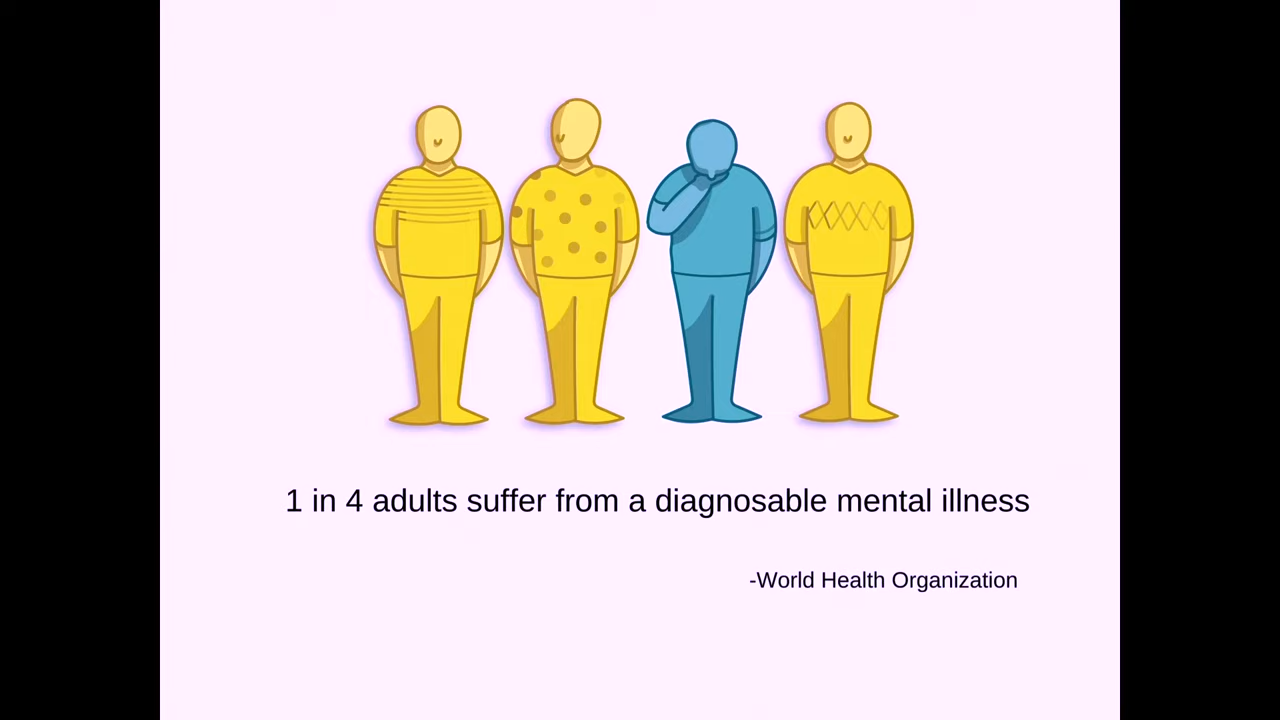 1 in 4 adults suffer from a diagnosable mental illness
-World Health Organization